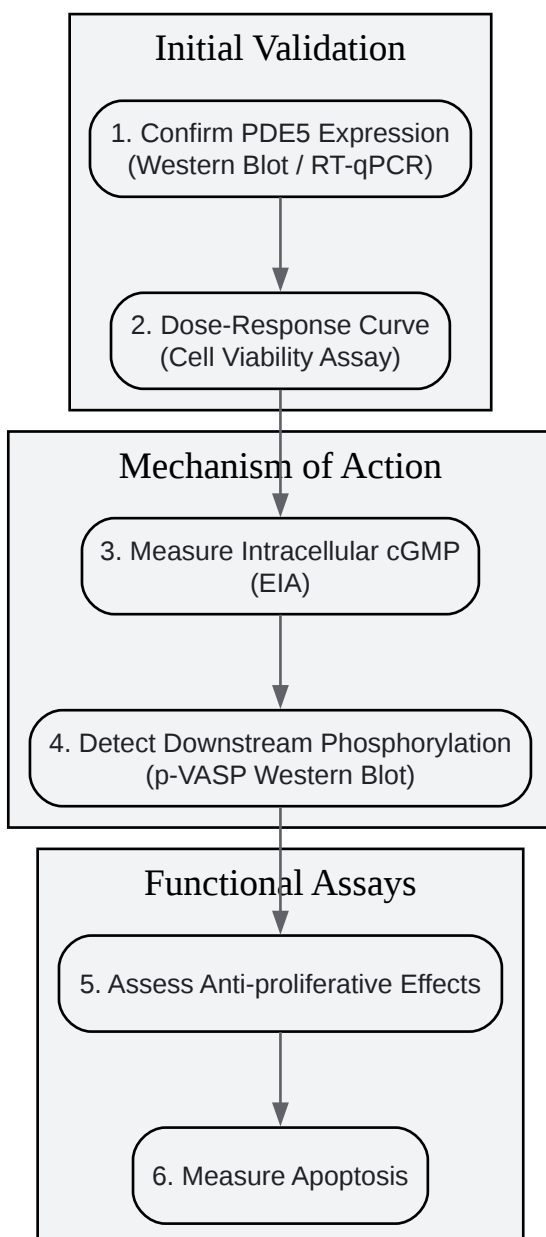 Initial Validation
1. Confirm PDE5 Expression
(Western Blot / RT-qPCR)
2. Dose-Response Curve
(Cell Viability Assay)
Mechanism of Action
3. Measure Intracellular cGMP
(EIA)
4. Detect Downstream Phosphorylation
(p-VASP Western Blot)
Functional Assays
5. Assess Anti-proliferative Effects
6. Measure Apoptosis